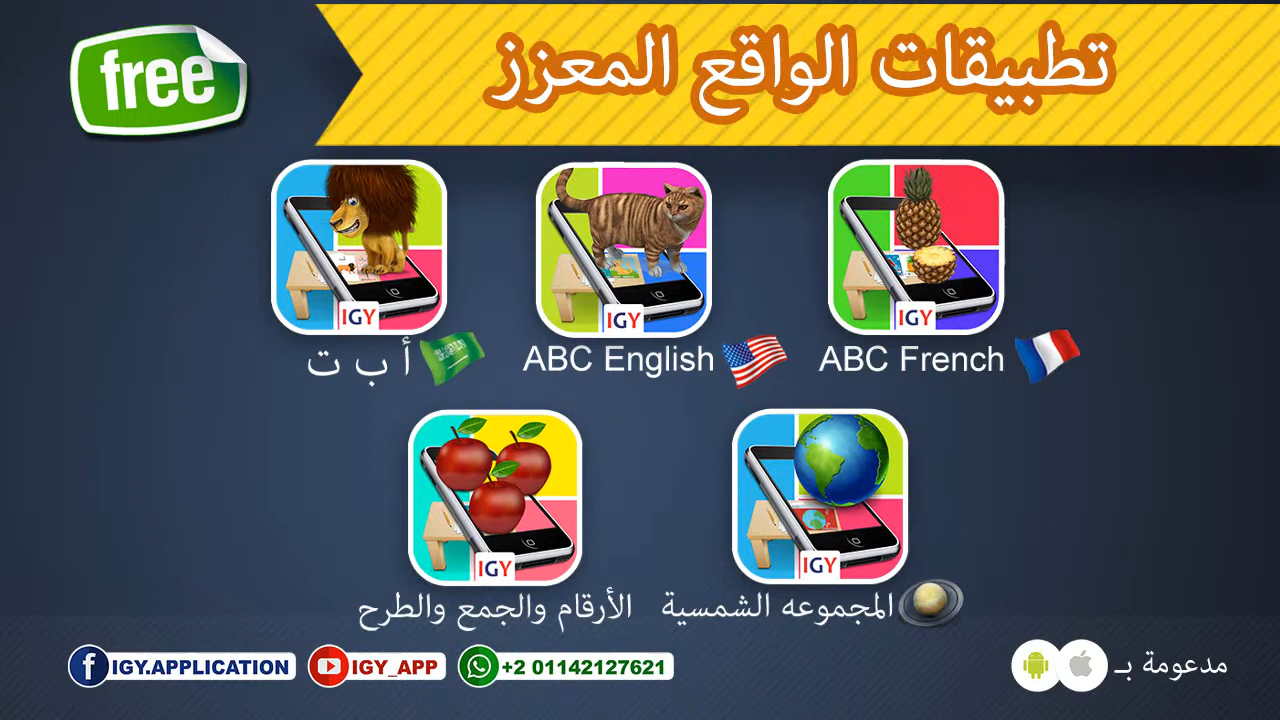 free
تطبيقات الواقع المعزز
IGY
IGY
IGY
أ ب ت
ABC English
ABC French
IGY
IGY
الأرقام والجمع والطرح
المجموعه الشمسية
IGY.APPLICATION
IGY_APP
+2 01142127621
مدعومة بـ